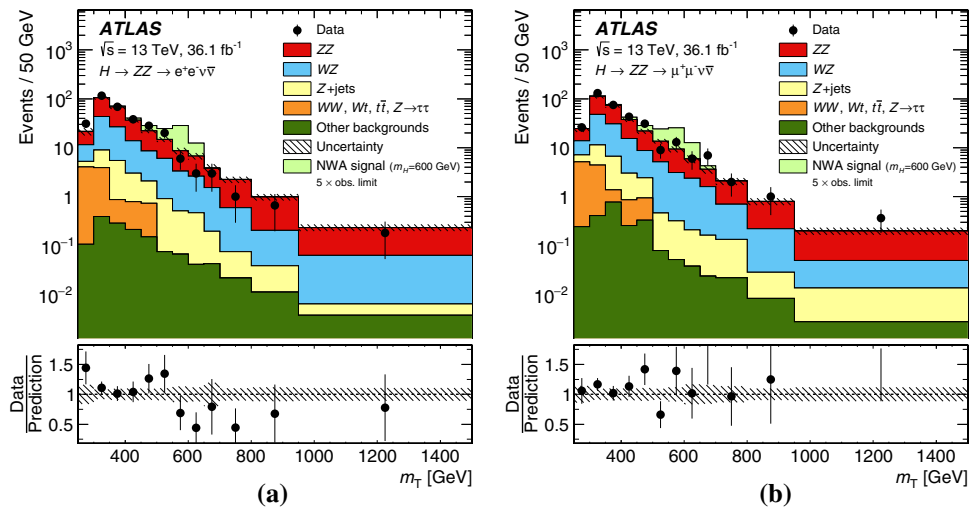 Events / 50 GeV
10³
10²
10
1
10⁻¹
10⁻²
ATLAS
√s = 13 TeV, 36.1 fb⁻¹
H → ZZ → e⁺e⁻νν̅
Data
ZZ
WZ
Z+jets
WW, Wt, tt̅, Z→ττ
Other backgrounds
Uncertainty
NWA signal (m_H=600 GeV)
5 × obs. limit
Data
Prediction
1.5
1
0.5
400 600 800 1000 1200 1400
m_T [GeV]
(a)
Events / 50 GeV
10³
10²
10
1
10⁻¹
10⁻²
ATLAS
√s = 13 TeV, 36.1 fb⁻¹
H → ZZ → μ⁺μ⁻νν̅
Data
ZZ
WZ
Z+jets
WW, Wt, tt̅, Z→ττ
Other backgrounds
Uncertainty
NWA signal (m_H=600 GeV)
5 × obs. limit
Data
Prediction
1.5
1
0.5
400 600 800 1000 1200 1400
m_T [GeV]
(b)